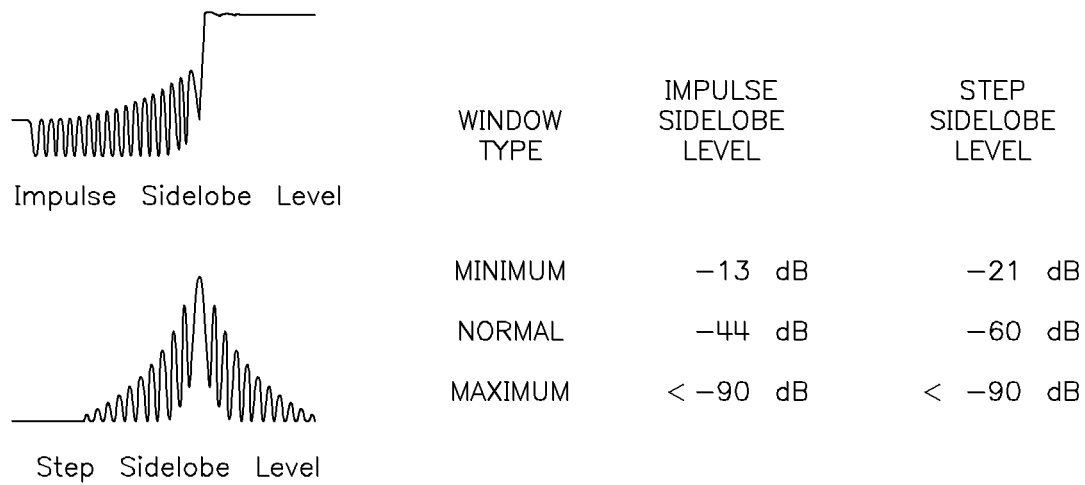 Impulse Sidelobe Level
Step Sidelobe Level
WINDOW TYPE
IMPULSE SIDELOBE LEVEL
STEP SIDELOBE LEVEL
MINIMUM −13 dB −21 dB
NORMAL −44 dB −60 dB
MAXIMUM < −90 dB < −90 dB